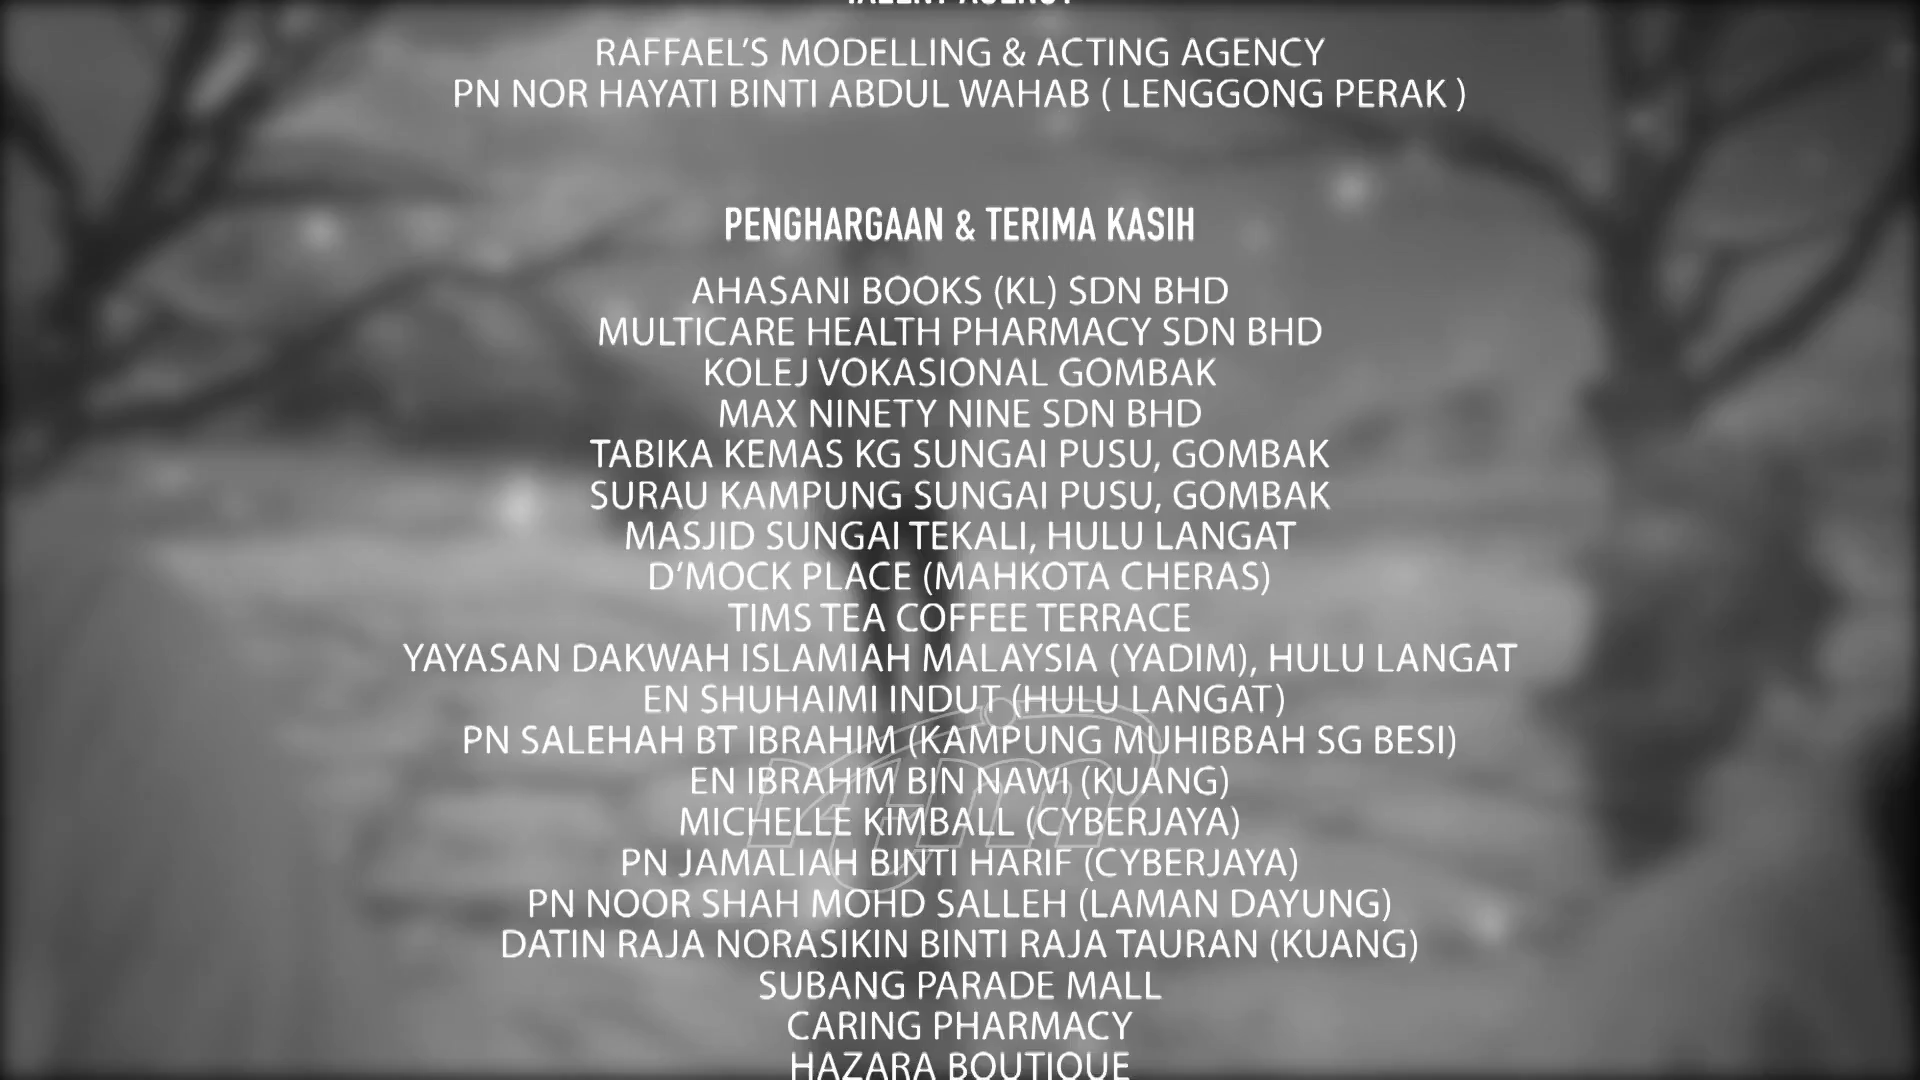 TALENT AGENCY
RAFFAEL'S MODELLING & ACTING AGENCY
PN NOR HAYATI BINTI ABDUL WAHAB ( LENGGONG PERAK )
PENGHARGAAN & TERIMA KASIH
AHASANI BOOKS (KL) SDN BHD
MULTICARE HEALTH PHARMACY SDN BHD
KOLEJ VOKASIONAL GOMBAK
MAX NINETY NINE SDN BHD
TABIKA KEMAS KG SUNGAI PUSU, GOMBAK
SURAU KAMPUNG SUNGAI PUSU, GOMBAK
MASJID SUNGAI TEKALI, HULU LANGAT
D'MOCK PLACE (MAHKOTA CHERAS)
TIMS TEA COFFEE TERRACE
YAYASAN DAKWAH ISLAMIAH MALAYSIA (YADIM), HULU LANGAT
EN SHUHAIMI INDUT (HULU LANGAT)
PN SALEHAH BT IBRAHIM (KAMPUNG MUHIBBAH SG BESI)
EN IBRAHIM BIN NAWI (KUANG)
MICHELLE KIMBALL (CYBERJAYA)
PN JAMALIAH BINTI HARIF (CYBERJAYA)
PN NOOR SHAH MOHD SALLEH (LAMAN DAYUNG)
DATIN RAJA NORASIKIN BINTI RAJA TAURAN (KUANG)
SUBANG PARADE MALL
CARING PHARMACY
HAZARA BOUTIQUE